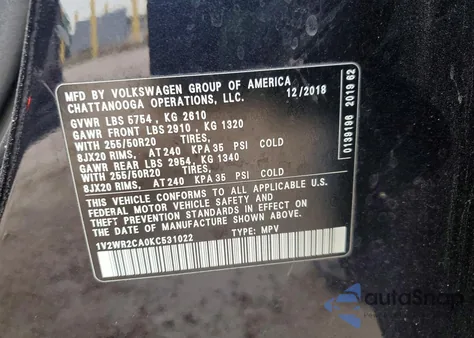 MFD BY VOLKSWAGEN GROUP OF AMERICA
CHATTANOOGA OPERATIONS, LLC. 12/2018
GVWR LBS 5754 , KG 2610
GAWR FRONT LBS 2910 , KG 1320
WITH 255/50R20
8JX20 RIMS, AT 240 KPA 35 PSI COLD
GAWR REAR LBS 2954, KG 1340
WITH 255/50R20
8JX20 RIMS, AT 240 KPA 35 PSI COLD
THIS VEHICLE CONFORMS TO ALL APPLICABLE U.S.
FEDERAL MOTOR VEHICLE SAFETY AND
THEFT PREVENTION STANDARDS IN EFFECT ON THE
DATE OF MANUFACTURE SHOWN ABOVE.
1V2WR2CA0KC531022 TYPE: MPV
0139196 2019 62
autoSnap